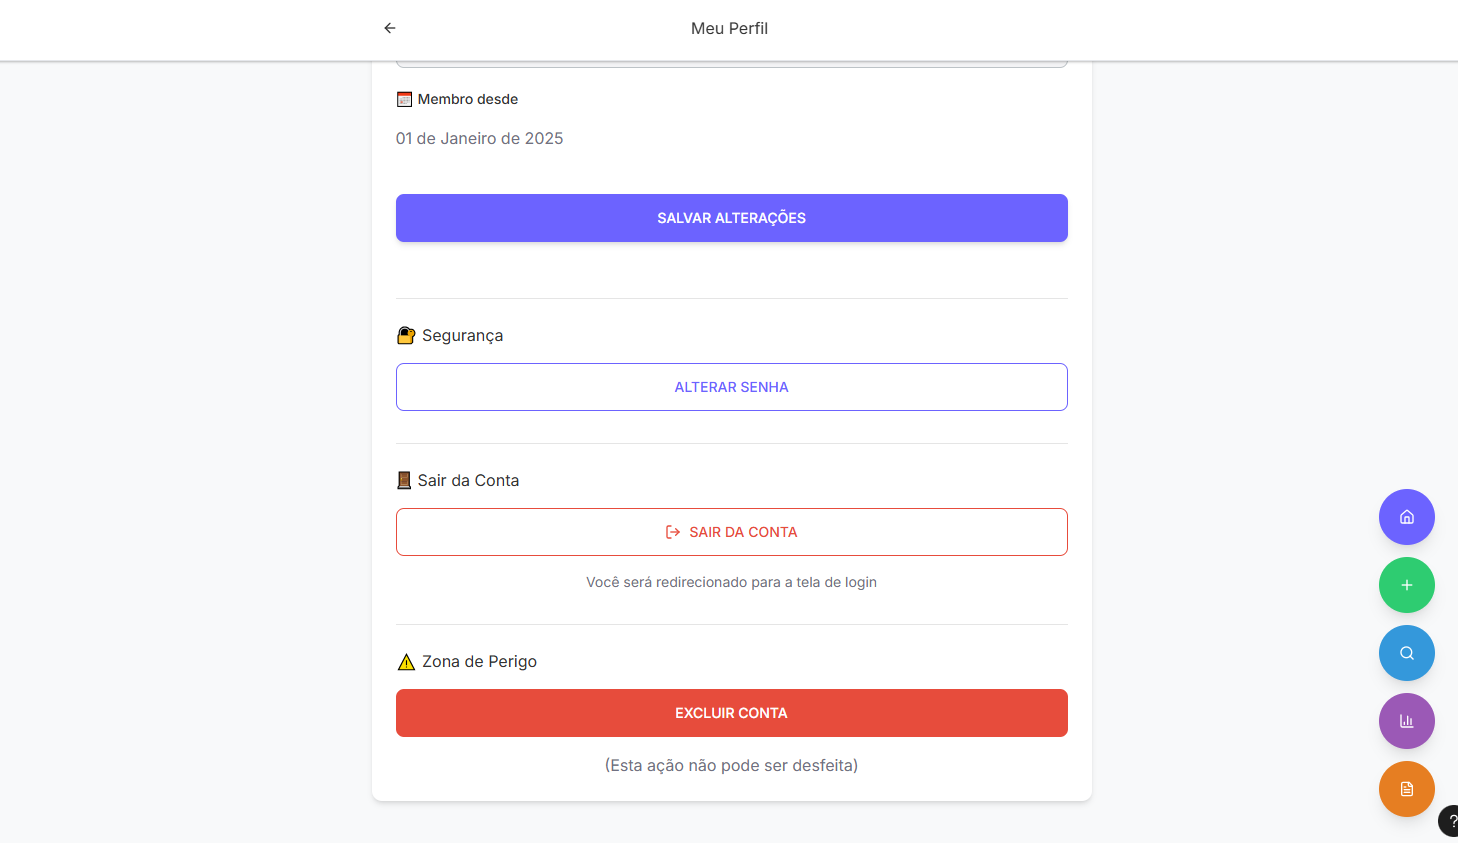 Meu Perfil
Membro desde
01 de Janeiro de 2025
SALVAR ALTERAÇÕES
Segurança
ALTERAR SENHA
Sair da Conta
SAIR DA CONTA
Você será redirecionado para a tela de login
Zona de Perigo
EXCLUIR CONTA
(Esta ação não pode ser desfeita)
?